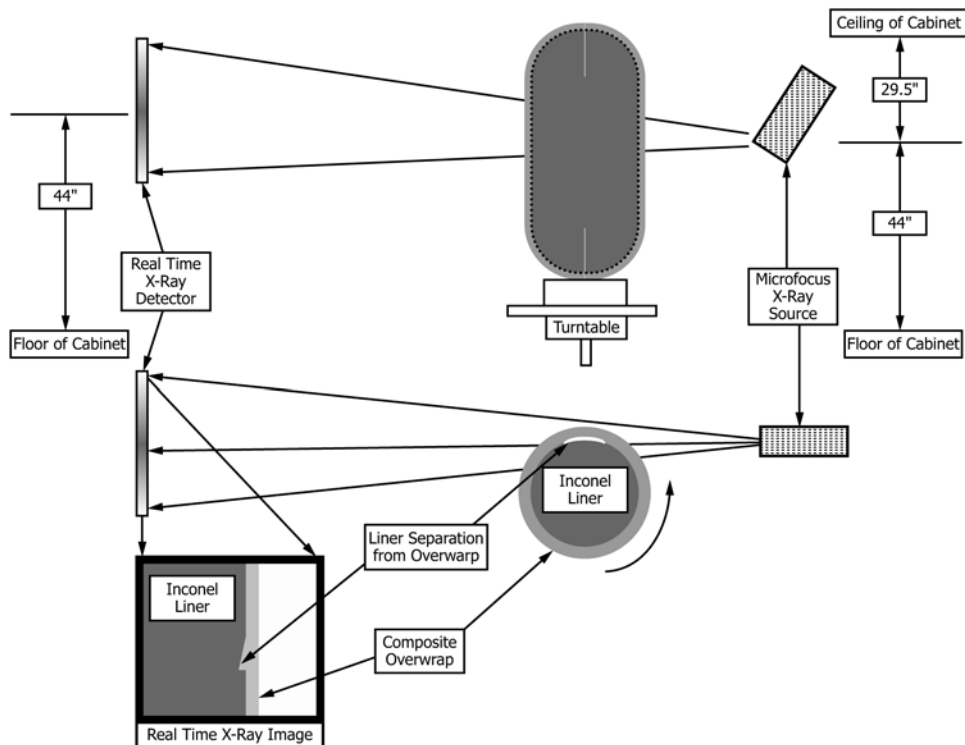 Ceiling of Cabinet
29.5"
44"
44"
Real Time
X-Ray
Detector
Microfocus
X-Ray
Source
Turntable
Floor of Cabinet
Floor of Cabinet
Inconel
Liner
Liner Separation
from Overwarp
Inconel
Liner
Composite
Overwrap
Real Time X-Ray Image